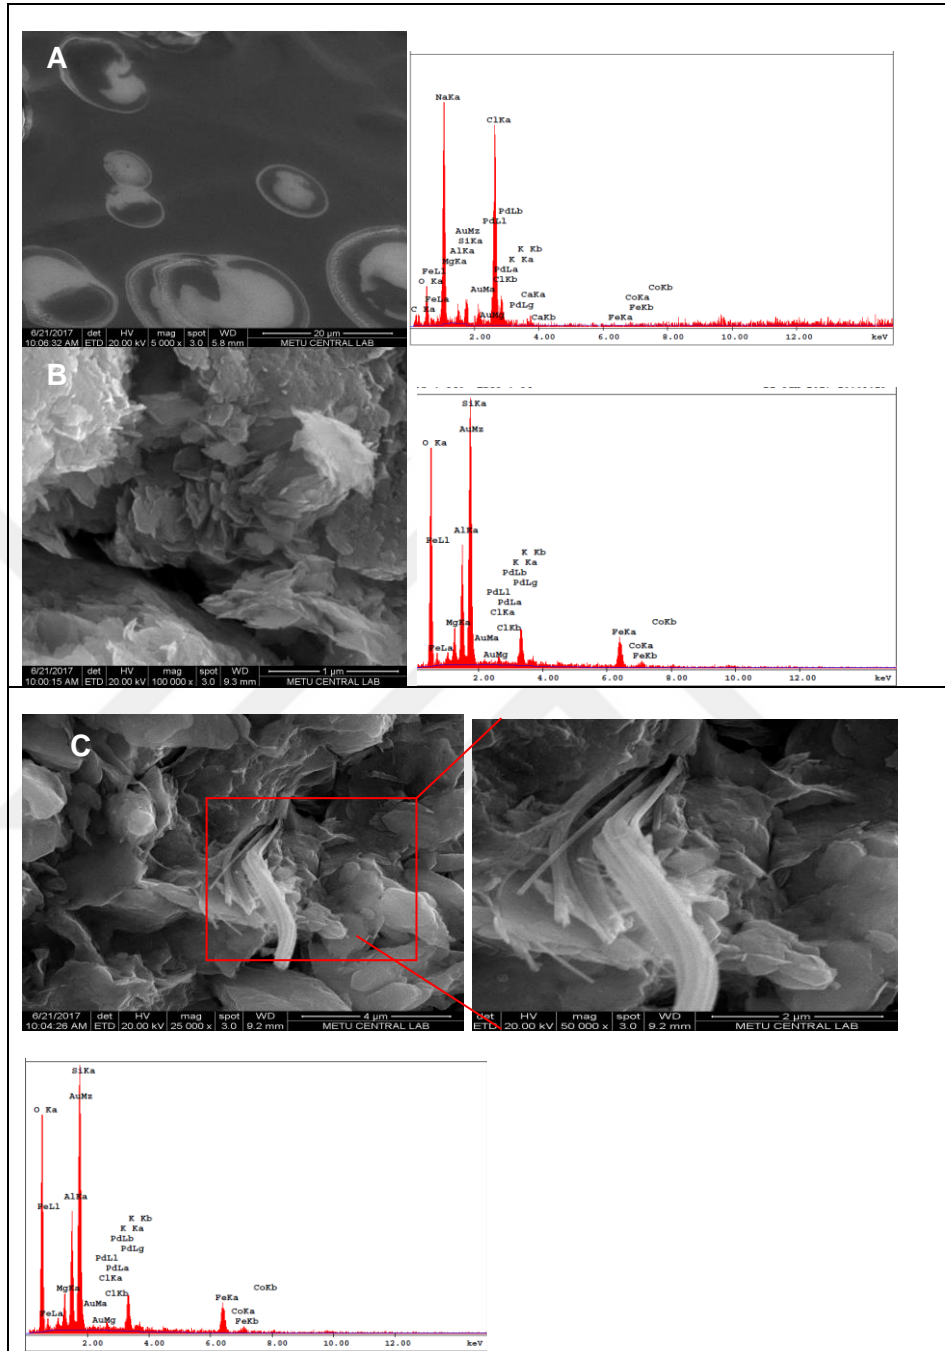 A
6/21/2017 det HV mag spot WD 20 µm
10:06:32 AM ETD 20.00 kV 5 000 x 3.0 5.8 mm METU CENTRAL LAB
NaKa
ClKa
PdLb
PdLl
AuMz
SiKa
K Kb
AlKa
K Ka
MgKa
PdLa
FeLl
ClKb
O Ka
AuMa
CoKb
CaKa
CoKa
FeLa
PdLg
FeKb
C Ka
AuMg
CaKb
FeKa
2.00 4.00 6.00 8.00 10.00 12.00 keV
B
6/21/2017 det HV mag spot WD 1 µm
10:00:15 AM ETD 20.00 kV 100 000 x 3.0 9.3 mm METU CENTRAL LAB
SiKa
AuMz
O Ka
AlKa
FeLl
K Kb
K Ka
PdLb
PdLg
PdLl
PdLa
ClKa
MgKa
ClKb
CoKb
AuMa
FeKa
FeLa
AuMg
CoKa
FeKb
2.00 4.00 6.00 8.00 10.00 12.00 keV
C
6/21/2017 det HV mag spot WD 4 µm
10:04:26 AM ETD 20.00 kV 25 000 x 3.0 9.2 mm METU CENTRAL LAB
det HV mag spot WD 2 µm
ETD 20.00 kV 50 000 x 3.0 9.2 mm METU CENTRAL LAB
SiKa
AuMz
O Ka
AlKa
FeLl
K Kb
K Ka
PdLb
PdLg
PdLl
PdLa
ClKa
MgKa
ClKb
CoKb
AuMa
FeKa
FeLa
AuMg
CoKa
FeKb
2.00 4.00 6.00 8.00 10.00 12.00